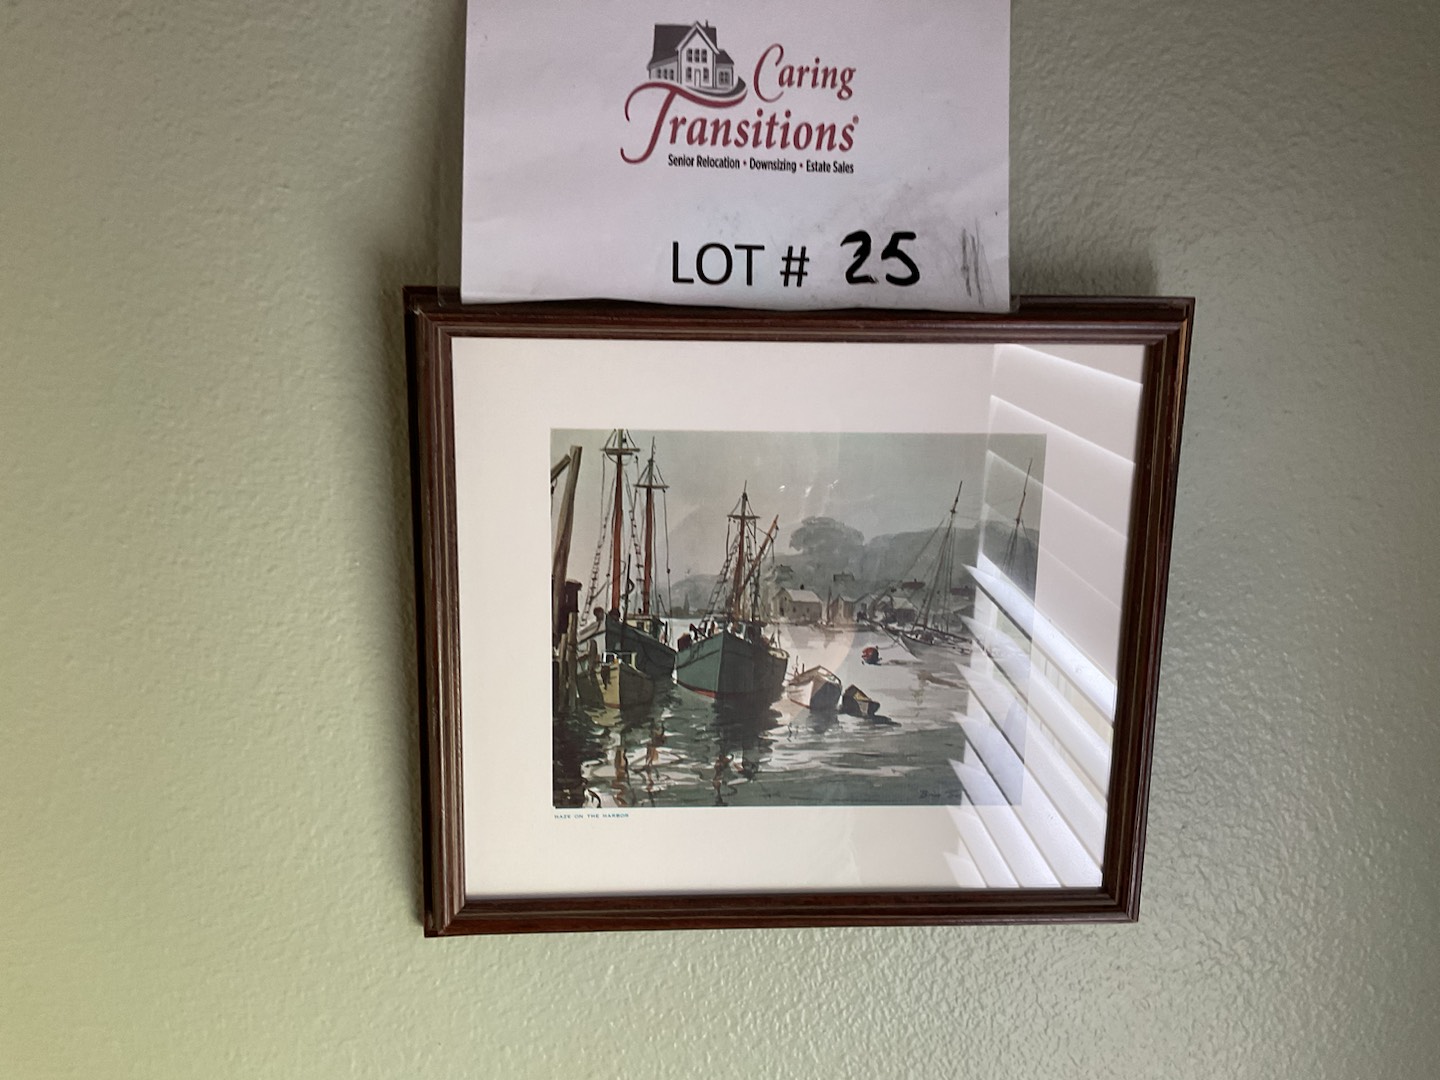 Caring
Transitions®
Senior Relocation • Downsizing • Estate Sales
LOT # 25
HAZE ON THE HARBOR